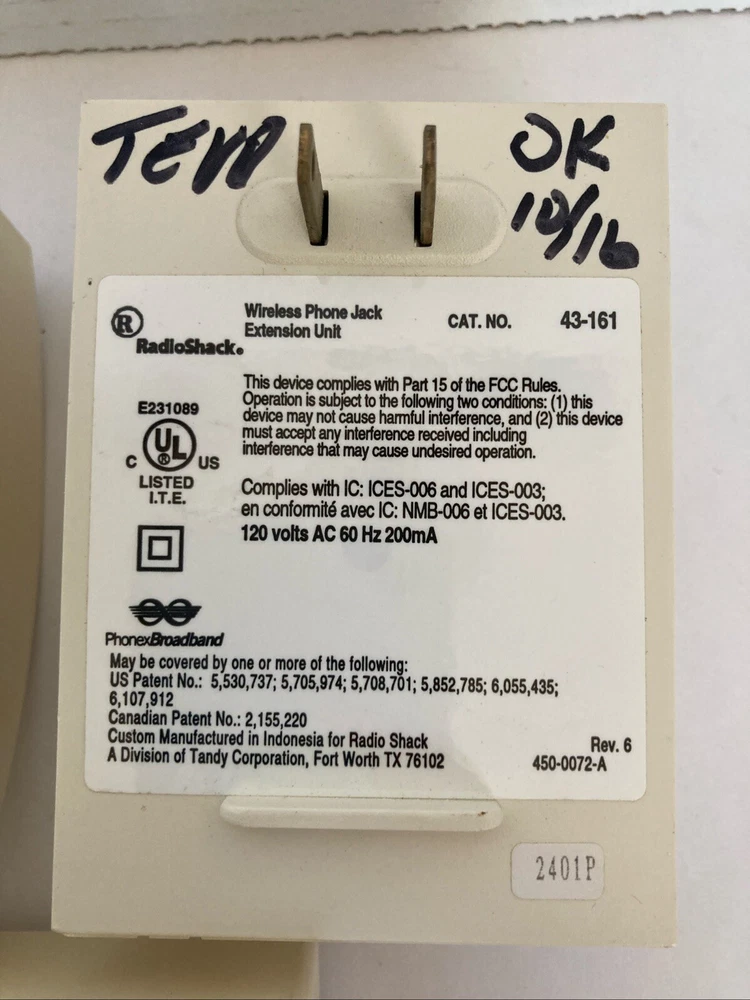 TEMP
OK
10/16
® RadioShack®
Wireless Phone Jack
Extension Unit
CAT. NO. 43-161
This device complies with Part 15 of the FCC Rules.
Operation is subject to the following two conditions: (1) this
device may not cause harmful interference, and (2) this device
must accept any interference received including
interference that may cause undesired operation.
E231089
C UL® US
LISTED
I.T.E.
Complies with IC: ICES-006 and ICES-003;
en conformité avec IC: NMB-006 et ICES-003.
120 volts AC 60 Hz 200mA
PhonexBroadband
May be covered by one or more of the following:
US Patent No.: 5,530,737; 5,705,974; 5,708,701; 5,852,785; 6,055,435;
6,107,912
Canadian Patent No.: 2,155,220
Custom Manufactured in Indonesia for Radio Shack
A Division of Tandy Corporation, Fort Worth TX 76102
Rev. 6
450-0072-A
2401P